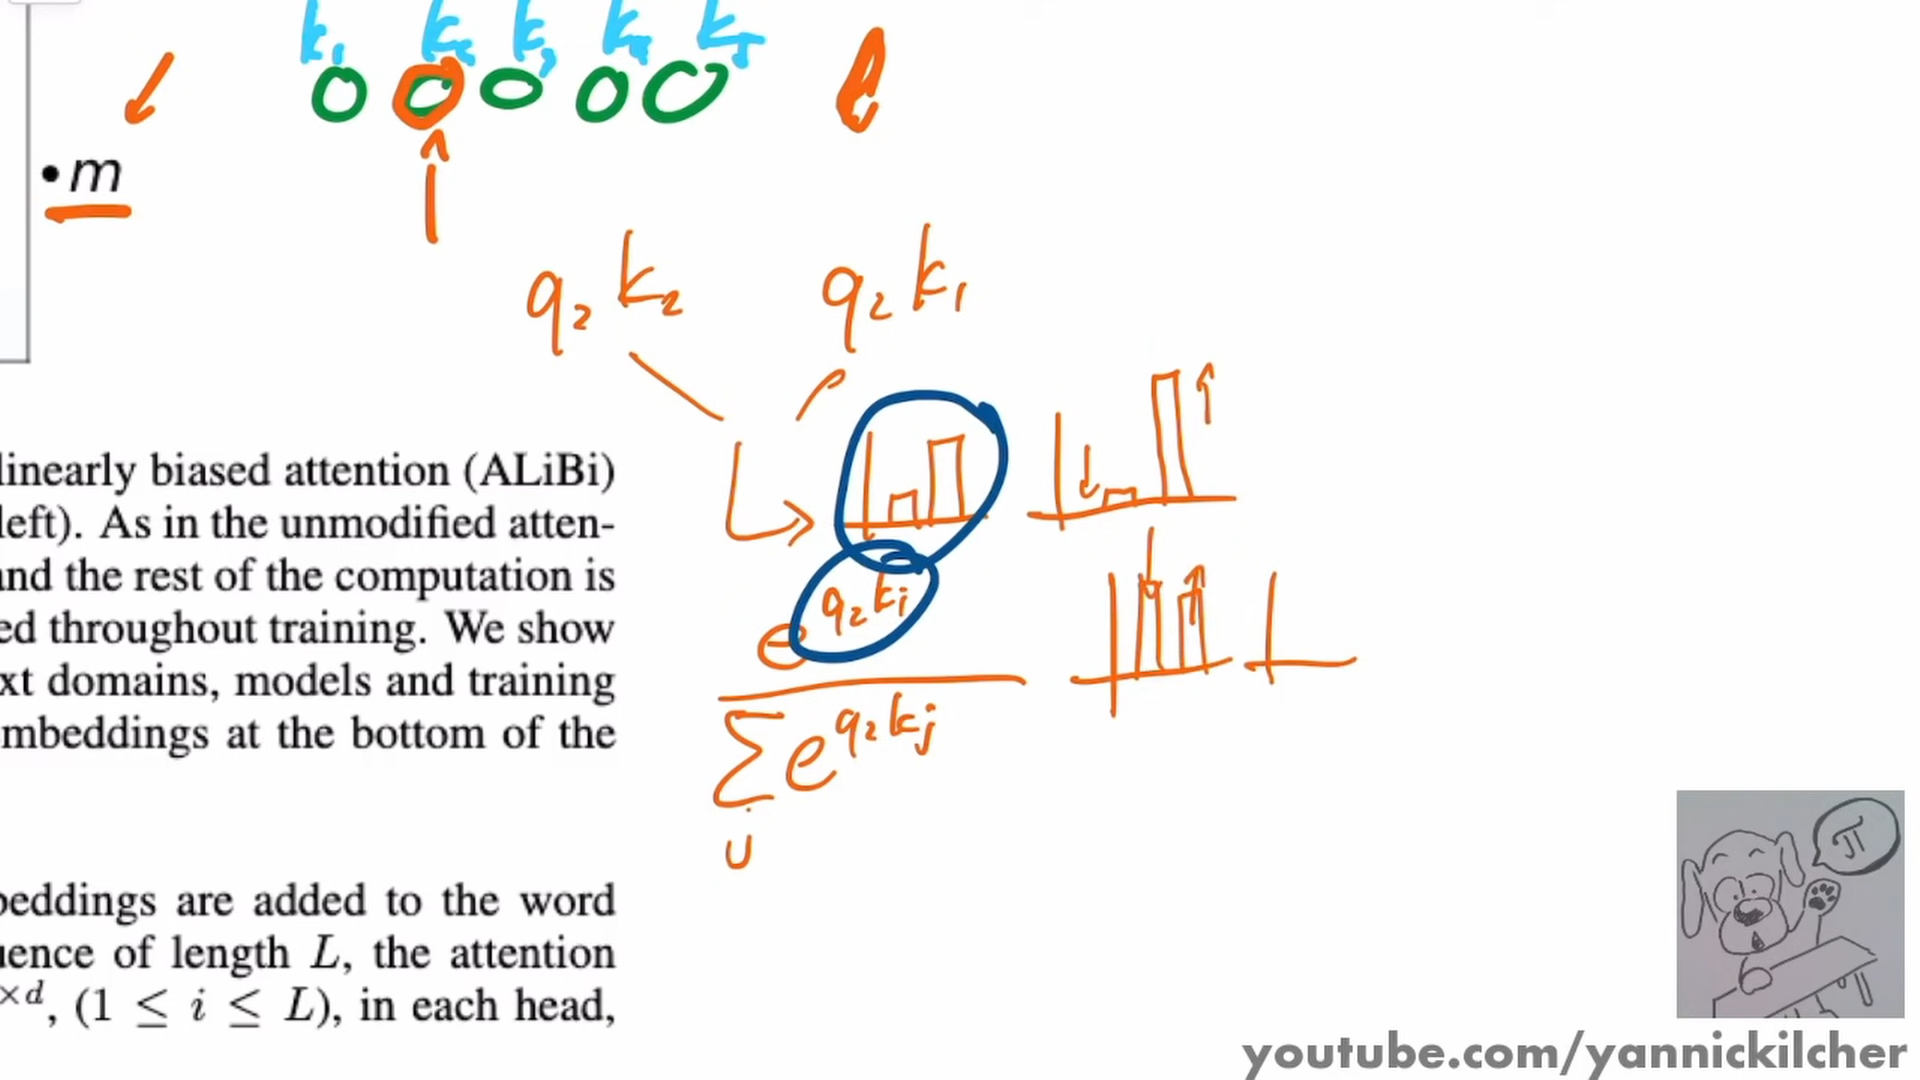 k₁ k₂ k₃ k₄ k₅
• m
q₂ k₂ q₂ k₁
linearly biased attention (ALiBi)
left). As in the unmodified atten-
and the rest of the computation is
ed throughout training. We show
xt domains, models and training
mbeddings at the bottom of the
e q₂ kᵢ
∑ e q₂ kⱼ
j
beddings are added to the word
uence of length L, the attention
×d, (1 ≤ i ≤ L), in each head,
π
youtube.com/yannickilcher